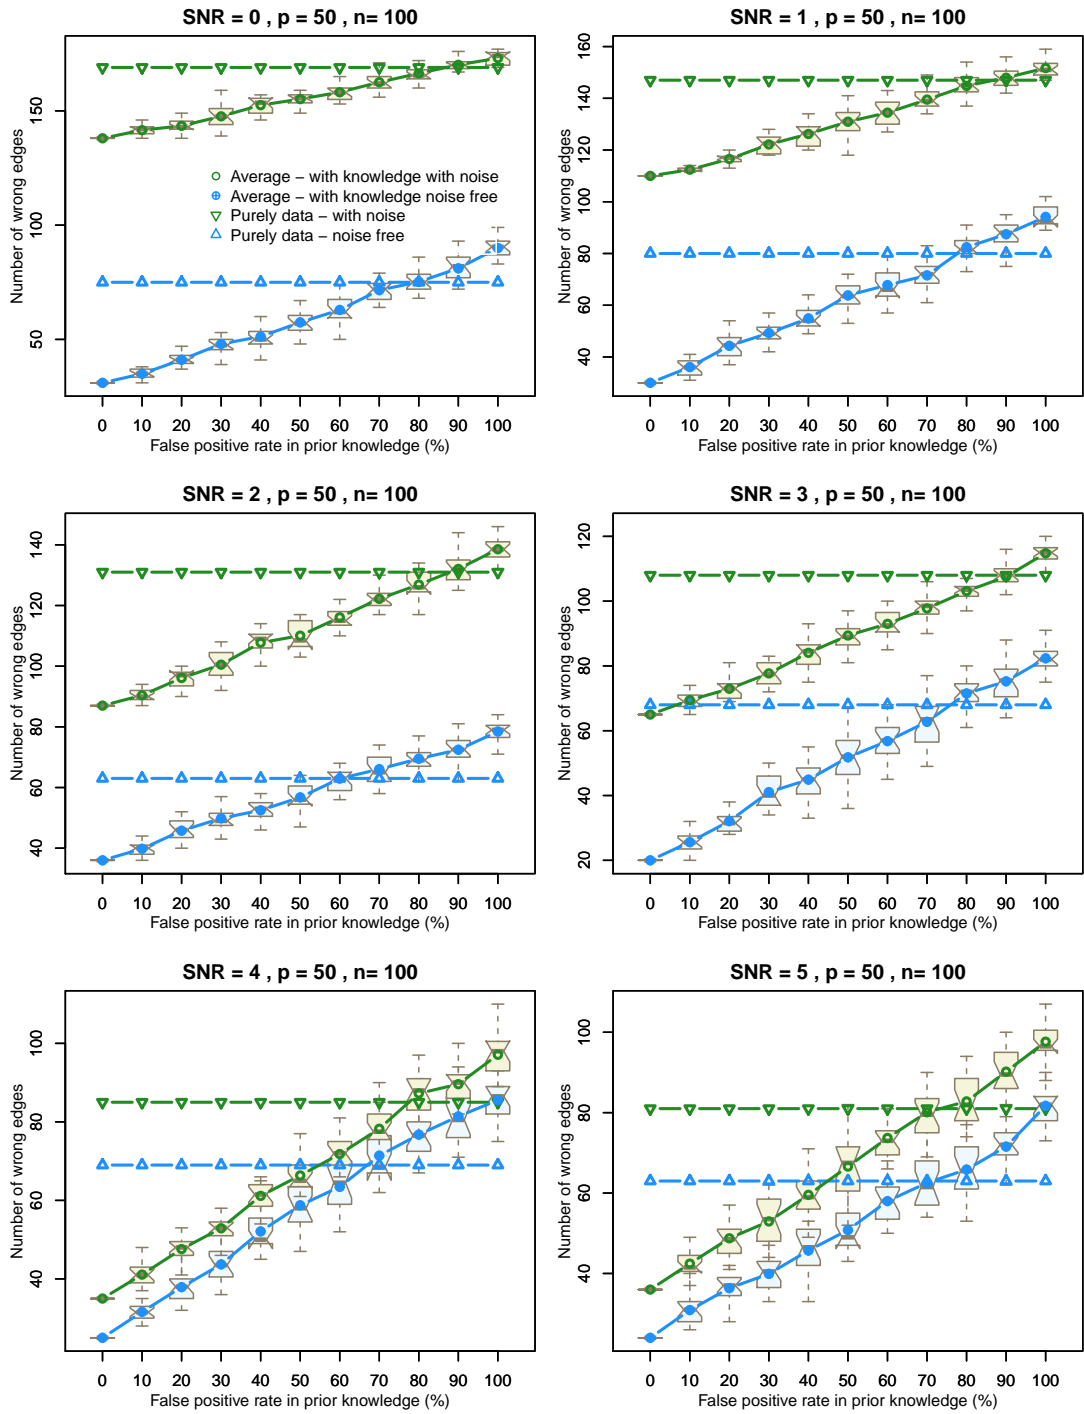 SNR = 0 , p = 50 , n= 100
Number of wrong edges
50
100
150
Average − with knowledge with noise
Average − with knowledge noise free
Purely data − with noise
Purely data − noise free
0 10 20 30 40 50 60 70 80 90 100
False positive rate in prior knowledge (%)
SNR = 1 , p = 50 , n= 100
Number of wrong edges
40 60 80 100 120 140 160
0 10 20 30 40 50 60 70 80 90 100
False positive rate in prior knowledge (%)
SNR = 2 , p = 50 , n= 100
Number of wrong edges
40 60 80 100 120 140
0 10 20 30 40 50 60 70 80 90 100
False positive rate in prior knowledge (%)
SNR = 3 , p = 50 , n= 100
Number of wrong edges
20 40 60 80 100 120
0 10 20 30 40 50 60 70 80 90 100
False positive rate in prior knowledge (%)
SNR = 4 , p = 50 , n= 100
Number of wrong edges
40 60 80 100
0 10 20 30 40 50 60 70 80 90 100
False positive rate in prior knowledge (%)
SNR = 5 , p = 50 , n= 100
Number of wrong edges
40 60 80 100
0 10 20 30 40 50 60 70 80 90 100
False positive rate in prior knowledge (%)